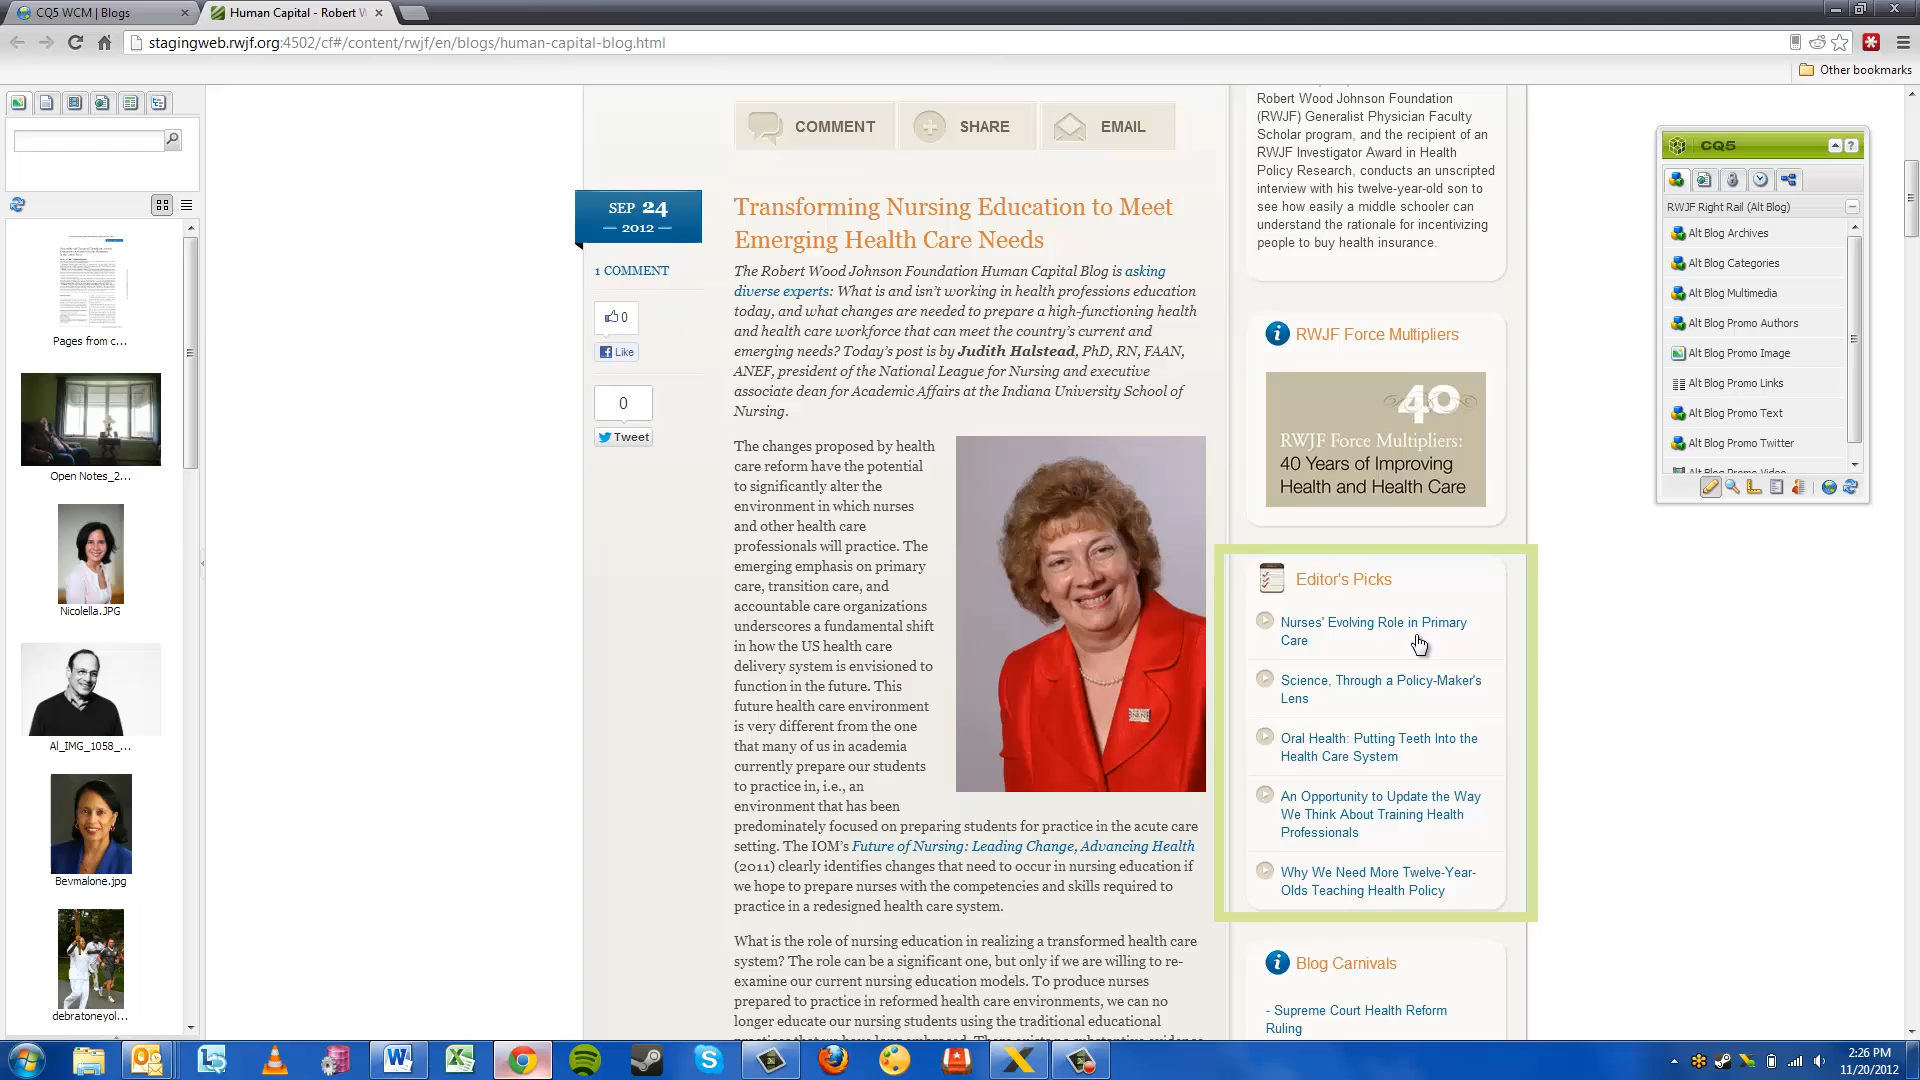 CQ5 WCM | Blogs
Human Capital - Robert W
stagingweb.rwjf.org:4502/cf#/content/rwjf/en/blogs/human-capital-blog.html
Other bookmarks
Pages from c...
Open Notes_2...
Nicolella.JPG
Al_IMG_1058_...
Bevmalone.jpg
debratoneyol...
COMMENT
SHARE
EMAIL
SEP 24
— 2012 —
1 COMMENT
0
Like
0
Tweet
Transforming Nursing Education to Meet
Emerging Health Care Needs
The Robert Wood Johnson Foundation Human Capital Blog is asking
diverse experts: What is and isn't working in health professions education
today, and what changes are needed to prepare a high-functioning health
and health care workforce that can meet the country's current and
emerging needs? Today's post is by Judith Halstead, PhD, RN, FAAN,
ANEF, president of the National League for Nursing and executive
associate dean for Academic Affairs at the Indiana University School of
Nursing.
The changes proposed by health
care reform have the potential
to significantly alter the
environment in which nurses
and other health care
professionals will practice. The
emerging emphasis on primary
care, transition care, and
accountable care organizations
underscores a fundamental shift
in how the US health care
delivery system is envisioned to
function in the future. This
future health care environment
is very different from the one
that many of us in academia
currently prepare our students
to practice in, i.e., an
environment that has been
predominately focused on preparing students for practice in the acute care
setting. The IOM's Future of Nursing: Leading Change, Advancing Health
(2011) clearly identifies changes that need to occur in nursing education if
we hope to prepare nurses with the competencies and skills required to
practice in a redesigned health care system.
What is the role of nursing education in realizing a transformed health care
system? The role can be a significant one, but only if we are willing to re-
examine our current nursing education models. To produce nurses
prepared to practice in reformed health care environments, we can no
longer educate our nursing students using the traditional educational
Robert Wood Johnson Foundation
(RWJF) Generalist Physician Faculty
Scholar program, and the recipient of an
RWJF Investigator Award in Health
Policy Research, conducts an unscripted
interview with his twelve-year-old son to
see how easily a middle schooler can
understand the rationale for incentivizing
people to buy health insurance.
RWJF Force Multipliers
40
RWJF Force Multipliers:
40 Years of Improving
Health and Health Care
Editor's Picks
Nurses' Evolving Role in Primary
Care
Science, Through a Policy-Maker's
Lens
Oral Health: Putting Teeth Into the
Health Care System
An Opportunity to Update the Way
We Think About Training Health
Professionals
Why We Need More Twelve-Year-
Olds Teaching Health Policy
Blog Carnivals
- Supreme Court Health Reform
Ruling
CQ5
RWJF Right Rail (Alt Blog)
Alt Blog Archives
Alt Blog Categories
Alt Blog Multimedia
Alt Blog Promo Authors
Alt Blog Promo Image
Alt Blog Promo Links
Alt Blog Promo Text
Alt Blog Promo Twitter
Alt Blog Promo Video
2:26 PM
11/20/2012